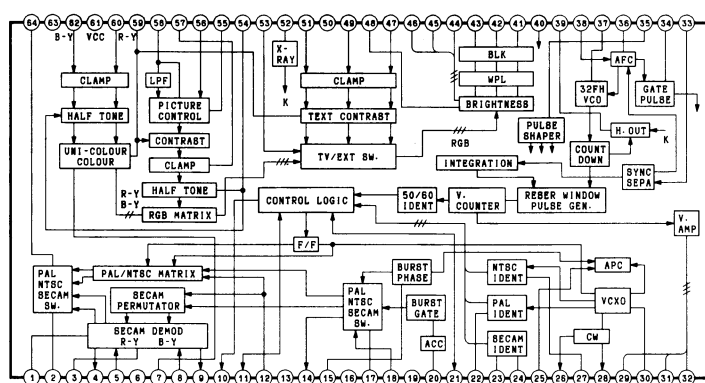 64 63 62 61 60 59 58 57 56 55 54 53 52 51 50 49 48 47 46 45 44 43 42 41 40 39 38 37 36 35 34 33
B-Y VCC R-Y
X-RAY
K
CLAMP
LPF
CLAMP
BLK
WPL
BRIGHTNESS
AFC
32FH VCO
GATE PULSE
HALF TONE
PICTURE CONTROL
TEXT CONTRAST
UNI-COLOUR COLOUR
CONTRAST
TV/EXT SW.
RGB
PULSE SHAPER
H.OUT
K
COUNT DOWN
CLAMP
INTEGRATION
SYNC SEPA
R-Y
B-Y
HALF TONE
RGB MATRIX
CONTROL LOGIC
50/60 IDENT
V. COUNTER
RESER WINDOW PULSE GEN.
V. AMP
F/F
PAL NTSC SECAM SW.
PAL/NTSC MATRIX
SECAM PERMUTATOR
SECAM DEMOD
R-Y B-Y
PAL NTSC SECAM SW.
BURST PHASE
BURST GATE
ACC
NTSC IDENT
PAL IDENT
SECAM IDENT
APC
VCXO
CW
1 2 3 4 5 6 7 8 9 10 11 12 13 14 15 16 17 18 19 20 21 22 23 24 25 26 27 28 29 30 31 32